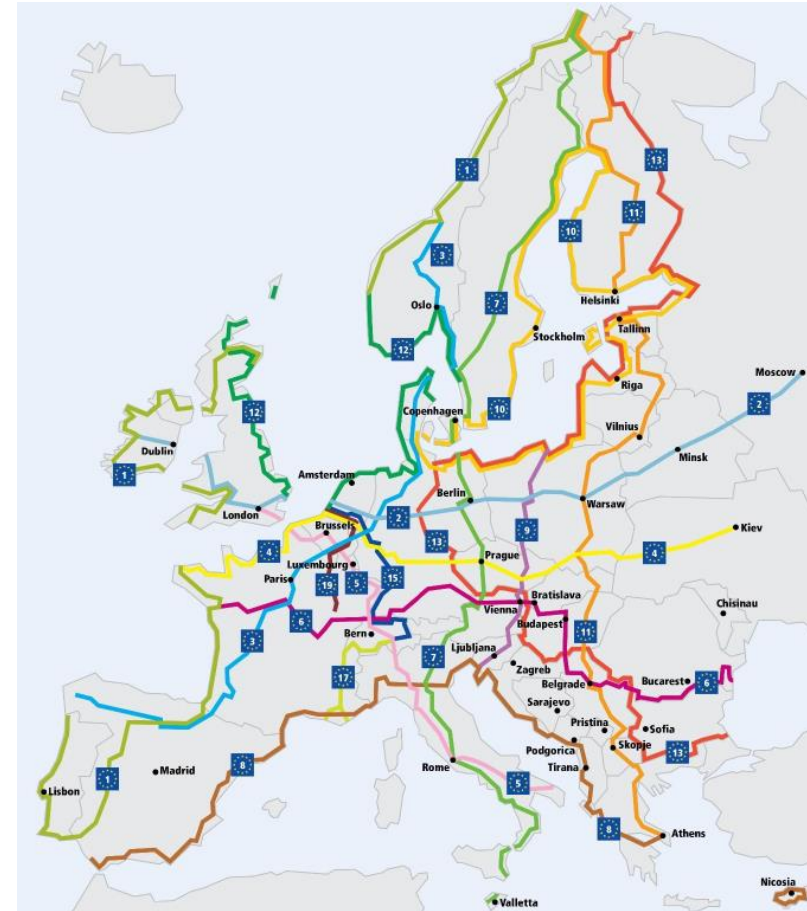 1
13
11
10
3
7
Oslo
Helsinki
Tallinn
Stockholm
12
Moscow
Riga
2
12
10
Copenhagen
Vilnius
Dublin
Minsk
1
Amsterdam
Berlin
London
2
Warsaw
9
Brussels
Kiev
4
13
4
Luxembourg
Prague
Paris
19
5
15
Bratislava
Vienna
Chisinau
6
Budapest
Bern
11
3
Ljubljana
7
Zagreb
17
Belgrade
Bucarest
6
Sarajevo
Pristina
Sofia
Podgorica
Skopje
13
8
Madrid
Rome
Tirana
1
5
Lisbon
8
Athens
Nicosia
Valletta